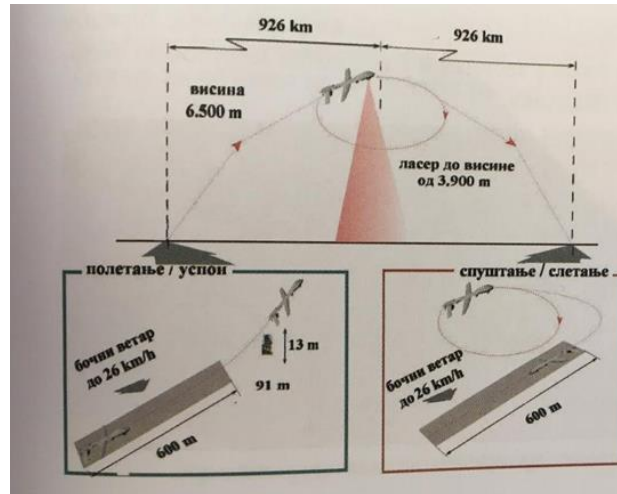 926 km
926 km
висина
6.500 m
ласер до висине
од 3.900 m
полетање / успон
13 m
бочни ветар
до 26 km/h
91 m
600 m
спуштање / слетање
бочни ветар
до 26 km/h
600 m